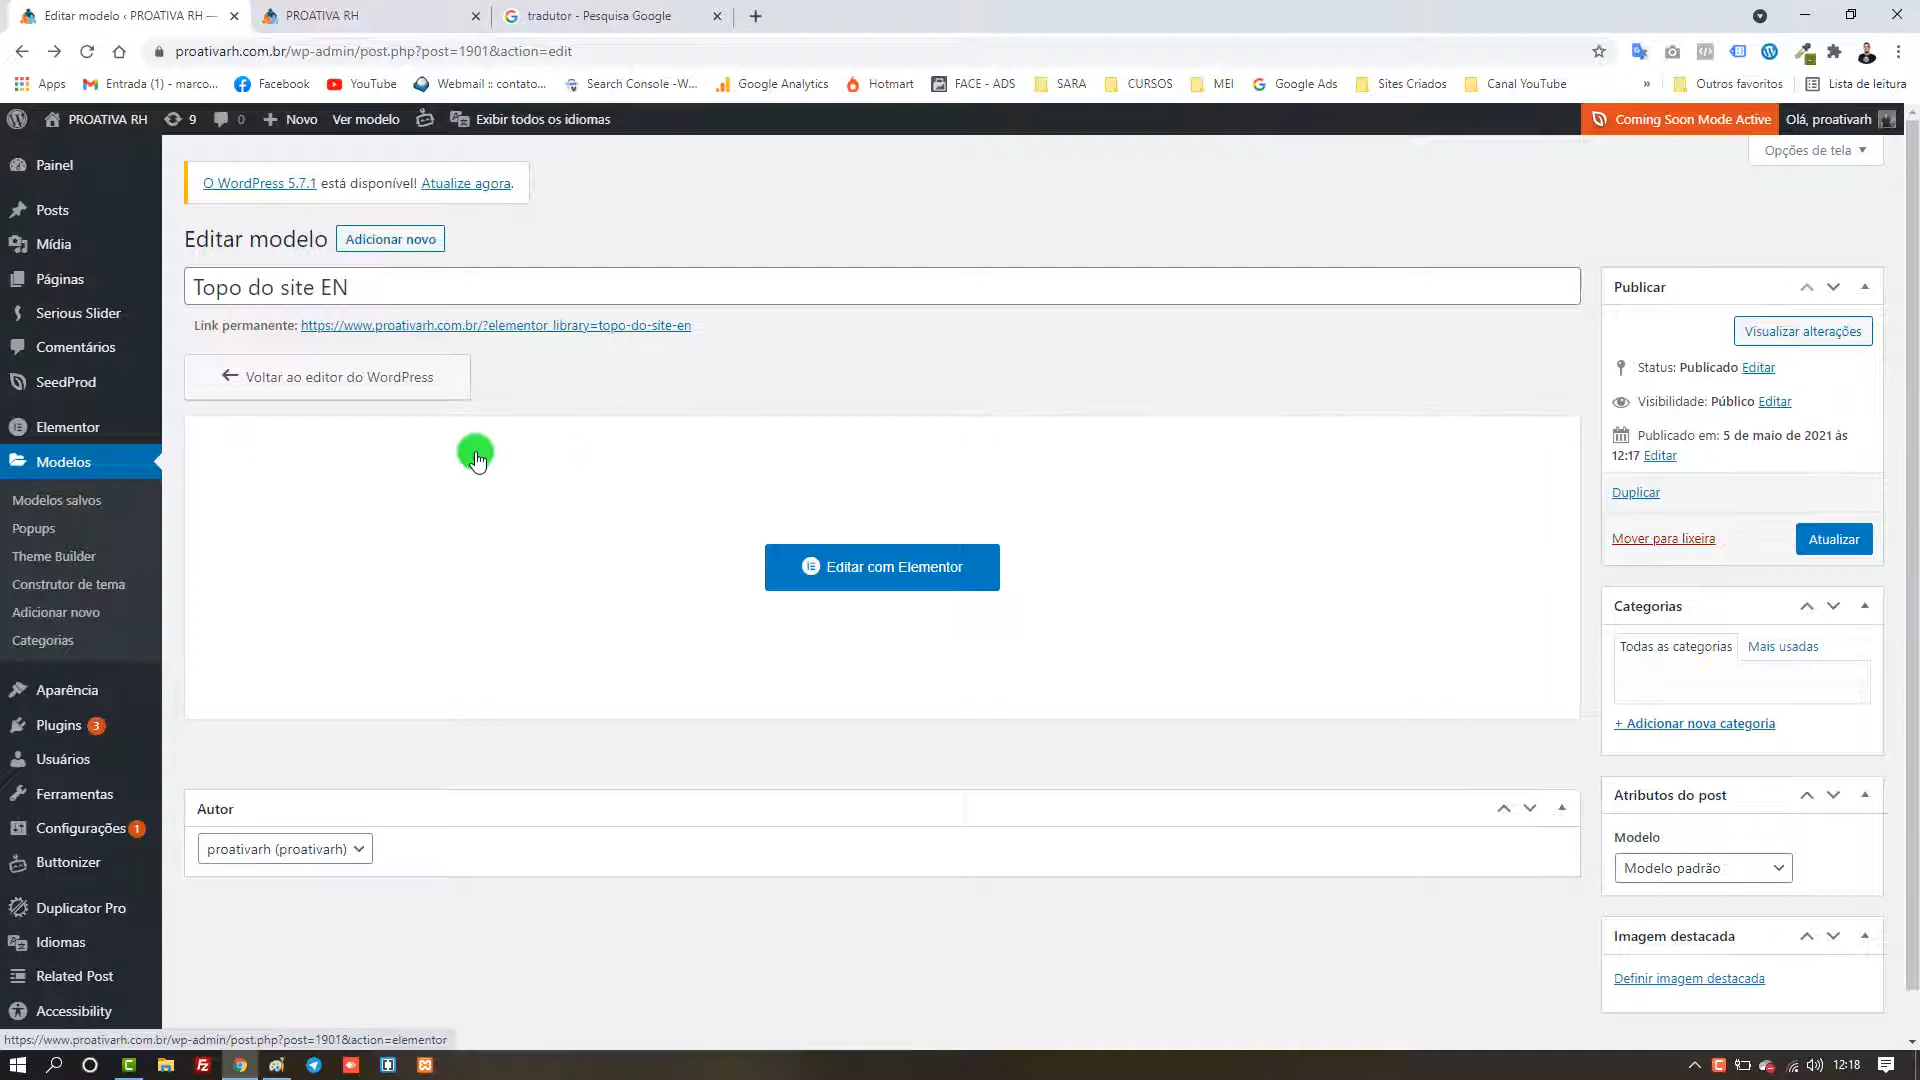 Editar modelo ‹ PROATIVA RH —
PROATIVA RH
tradutor - Pesquisa Google
proativarh.com.br/wp-admin/post.php?post=1901&action=edit
Apps
Entrada (1) - marco...
Facebook
YouTube
Webmail :: contato...
Search Console - W...
Google Analytics
Hotmart
FACE - ADS
SARA
CURSOS
MEI
Google Ads
Sites Criados
Canal YouTube
»
Outros favoritos
Lista de leitura
PROATIVA RH
9
0
Novo
Ver modelo
Exibir todos os idiomas
Coming Soon Mode Active
Olá, proativarh
Opções de tela
O WordPress 5.7.1 está disponível! Atualize agora.
Editar modelo
Adicionar novo
Topo do site EN
Link permanente: https://www.proativarh.com.br/?elementor_library=topo-do-site-en
Voltar ao editor do WordPress
Editar com Elementor
Autor
proativarh (proativarh)
Painel
Posts
Mídia
Páginas
Serious Slider
Comentários
SeedProd
Elementor
Modelos
Modelos salvos
Popups
Theme Builder
Construtor de tema
Adicionar novo
Categorias
Aparência
Plugins 3
Usuários
Ferramentas
Configurações 1
Buttonizer
Duplicator Pro
Idiomas
Related Post
Accessibility
Publicar
Visualizar alterações
Status: Publicado Editar
Visibilidade: Público Editar
Publicado em: 5 de maio de 2021 às
12:17 Editar
Duplicar
Mover para lixeira
Atualizar
Categorias
Todas as categorias
Mais usadas
+ Adicionar nova categoria
Atributos do post
Modelo
Modelo padrão
Imagem destacada
Definir imagem destacada
https://www.proativarh.com.br/wp-admin/post.php?post=1901&action=elementor
12:18